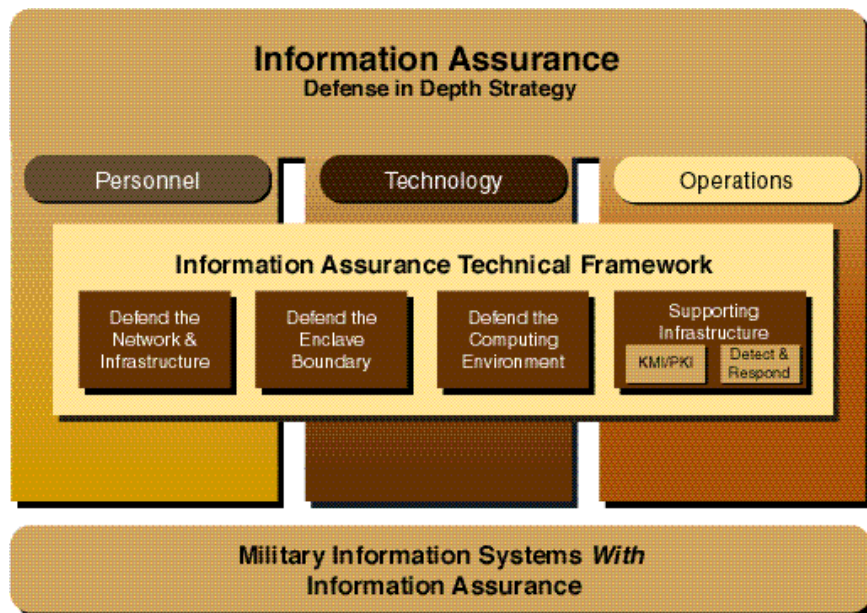 Information Assurance
Defense in Depth Strategy
Personnel
Technology
Operations
Information Assurance Technical Framework
Defend the
Network &
Infrastructure
Defend the
Enclave
Boundary
Defend the
Computing
Environment
Supporting
Infrastructure
KMI/PKI
Detect &
Respond
Military Information Systems With
Information Assurance